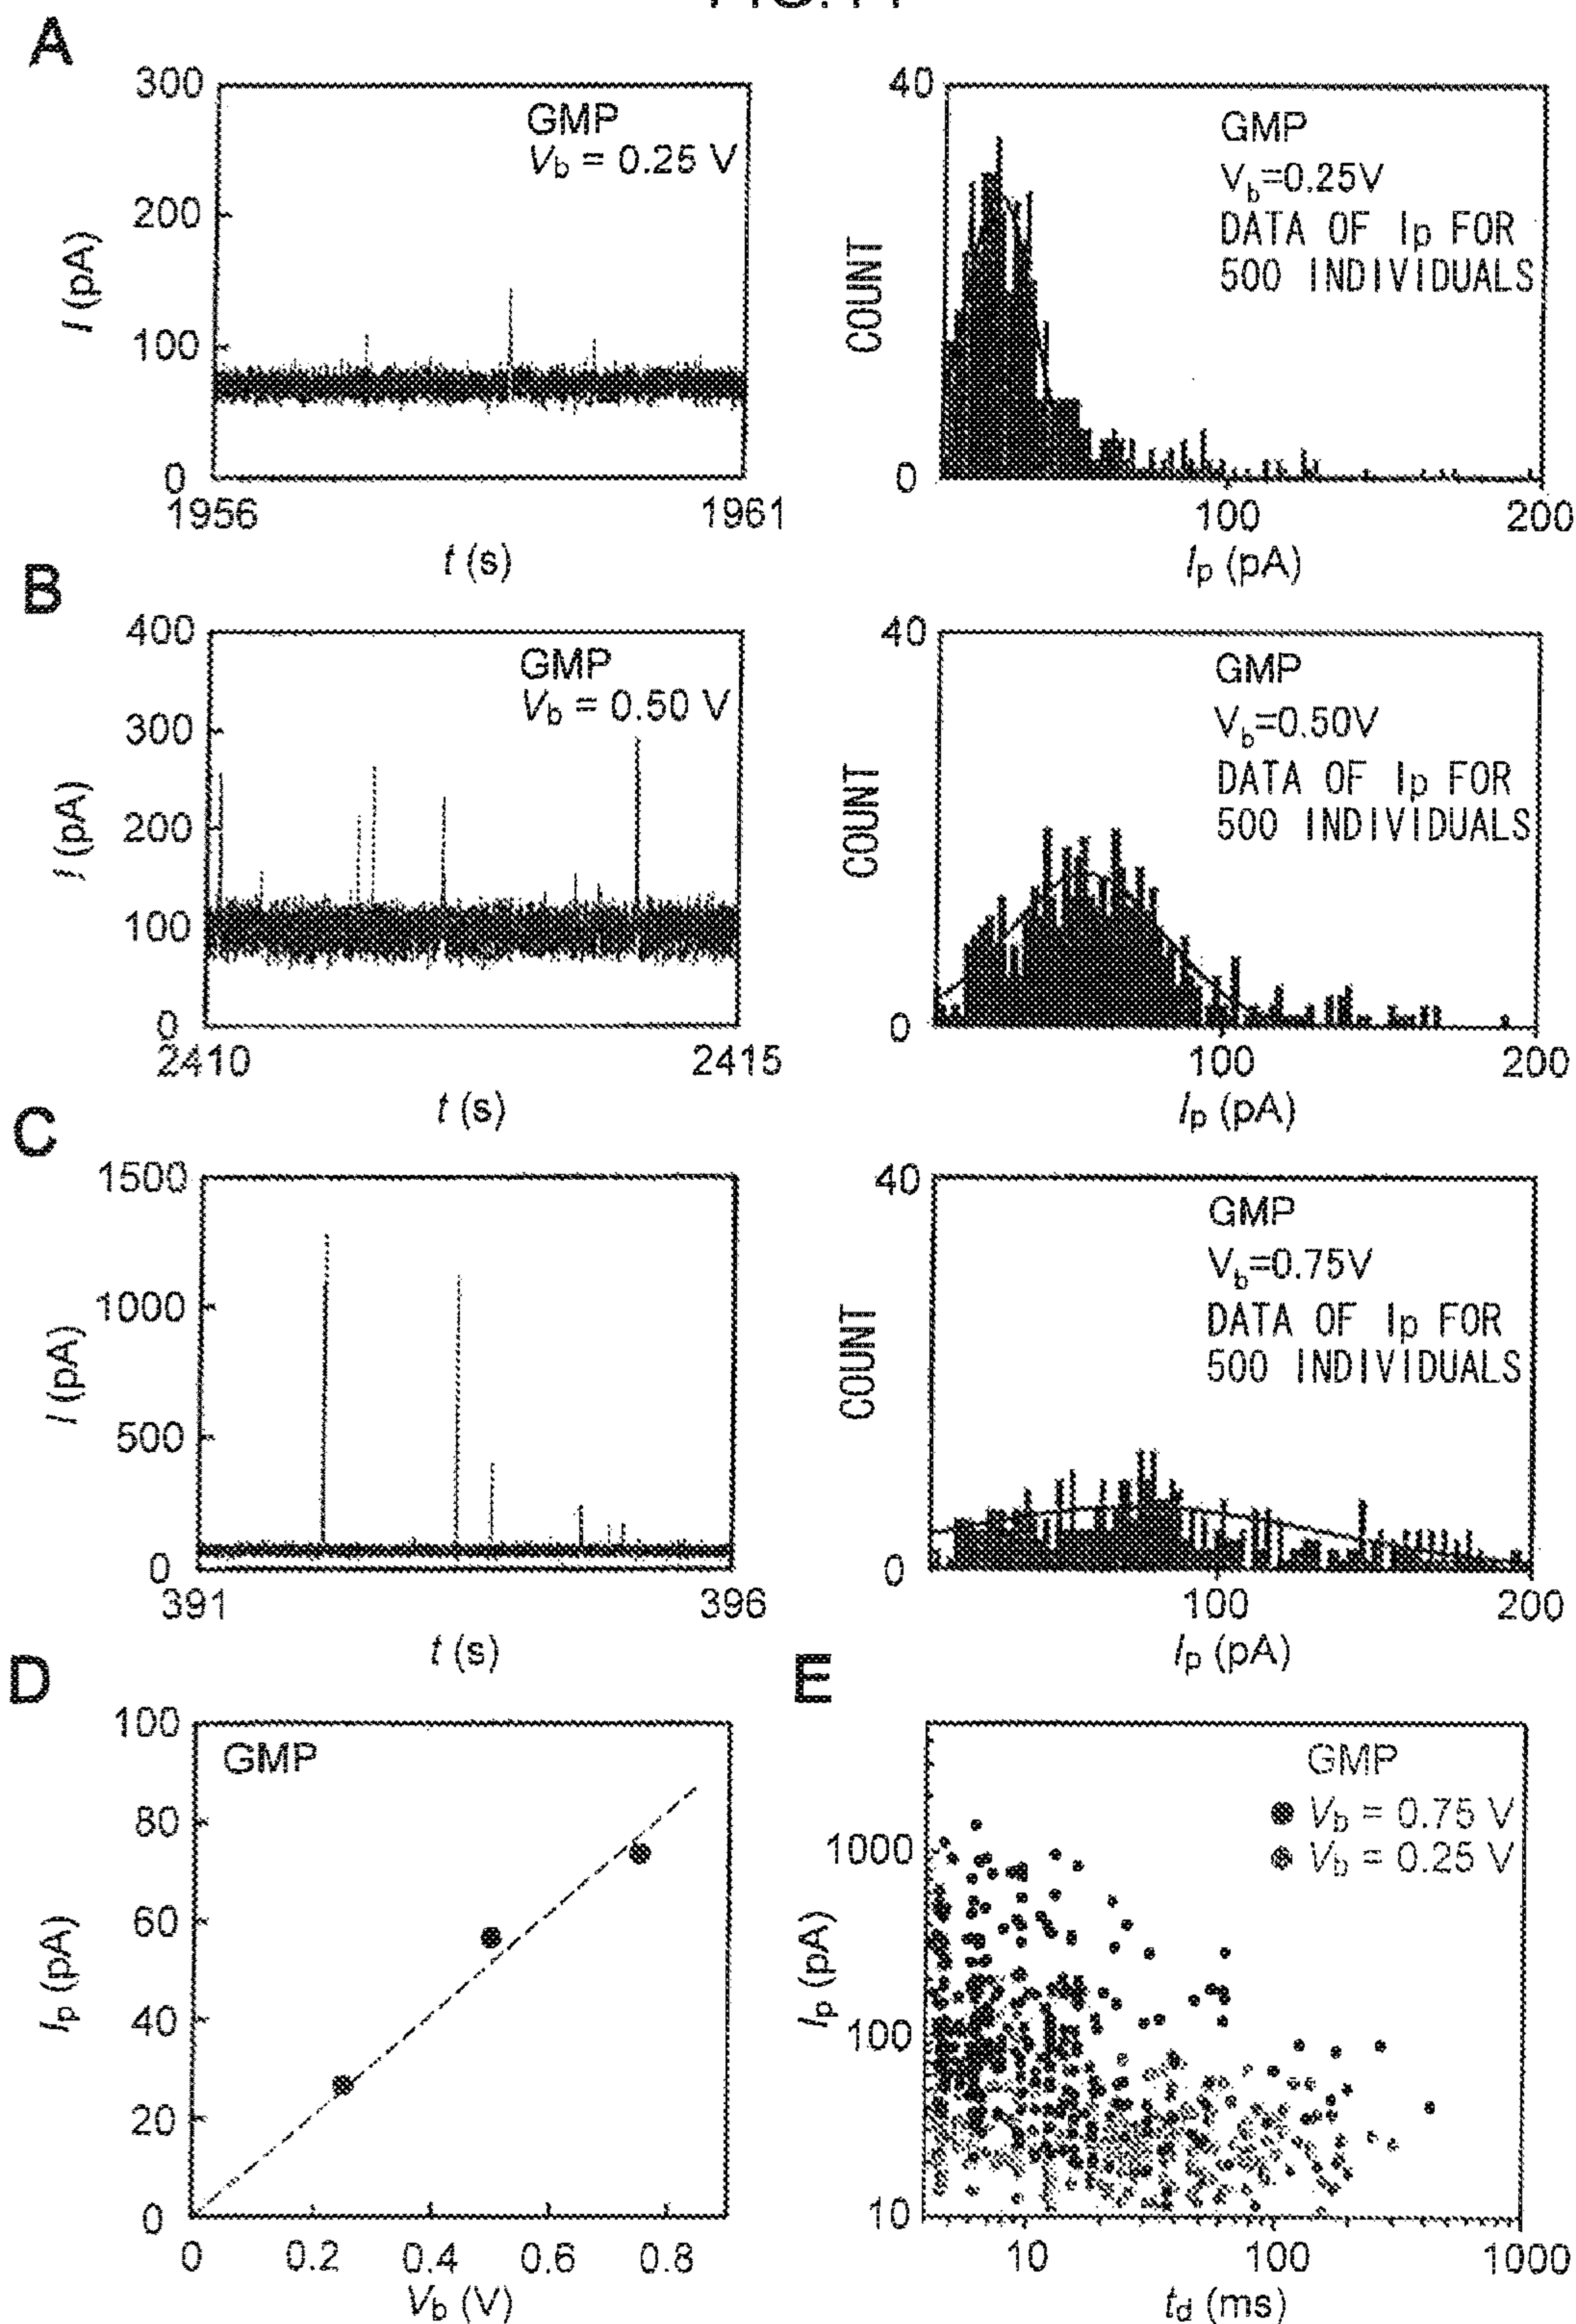 A
300
200
100
0
I (pA)
GMP
Vb = 0.25 V
1956
1961
t (s)
40
0
COUNT
GMP
Vb=0.25V
DATA OF Ip FOR
500 INDIVIDUALS
100
200
Ip (pA)
B
400
300
200
100
0
I (pA)
GMP
Vb = 0.50 V
2410
2415
t (s)
40
0
COUNT
GMP
Vb=0.50V
DATA OF Ip FOR
500 INDIVIDUALS
100
200
Ip (pA)
C
1500
1000
500
0
I (pA)
391
396
t (s)
40
0
COUNT
GMP
Vb=0.75V
DATA OF Ip FOR
500 INDIVIDUALS
100
200
Ip (pA)
D
100
80
60
40
20
0
Ip (pA)
GMP
0
0.2
0.4
0.6
0.8
Vb (V)
E
1000
100
10
Ip (pA)
GMP
Vb = 0.75 V
Vb = 0.25 V
10
100
1000
td (ms)